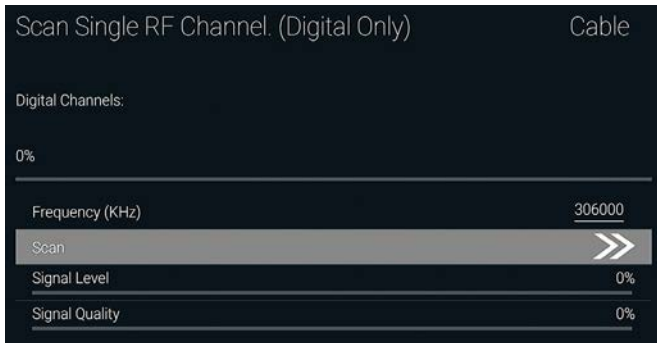 Scan Single RF Channel. (Digital Only) Cable
Digital Channels:
0%
Frequency (KHz) 306000
Scan
Signal Level 0%
Signal Quality 0%